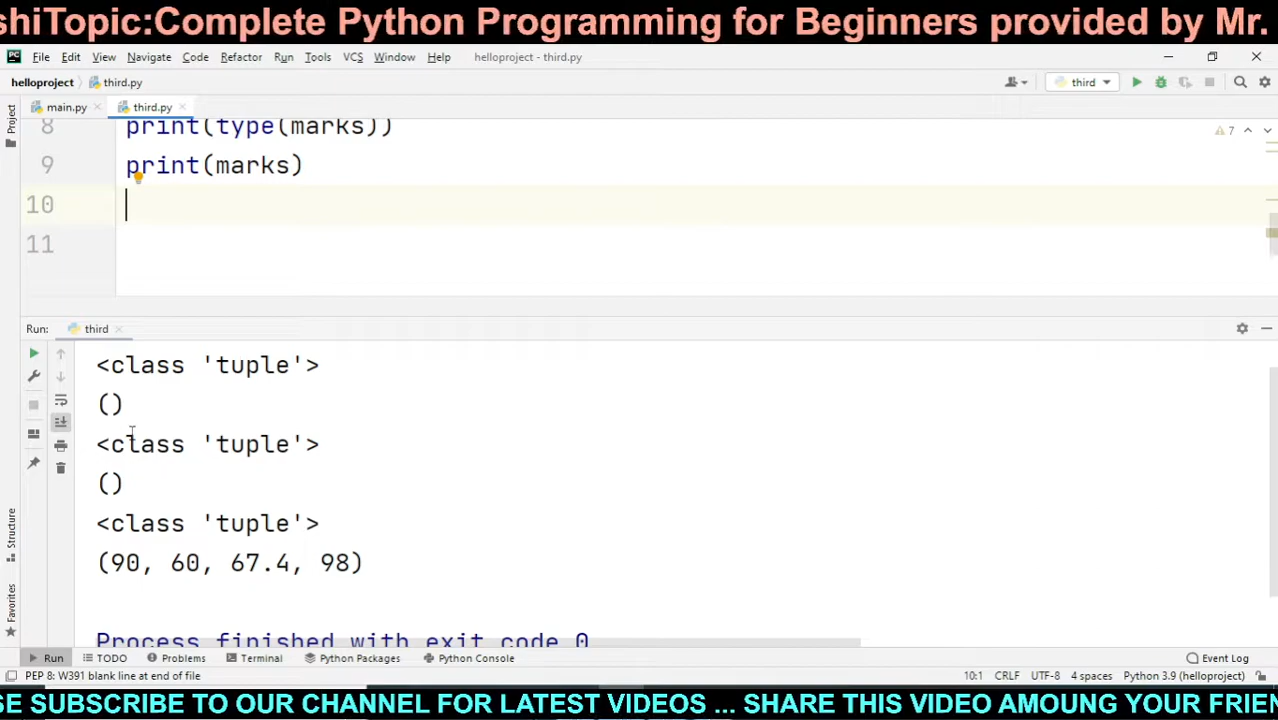 shiTopic:Complete Python Programming for Beginners provided by Mr.
PC File Edit View Navigate Code Refactor Run Tools VCS Window Help helloproject - third.py
helloproject third.py third
Project
main.py third.py
8 print(type(marks))
7
9 print(marks)
10
11
Run: third
<class 'tuple'>
()
<class 'tuple'>
()
<class 'tuple'>
(90, 60, 67.4, 98)
Process finished with exit code 0
Structure
Favorites
Run TODO Problems Terminal Python Packages Python Console Event Log
PEP 8: W391 blank line at end of file 10:1 CRLF UTF-8 4 spaces Python 3.9 (helloproject)
SE SUBSCRIBE TO OUR CHANNEL FOR LATEST VIDEOS ... SHARE THIS VIDEO AMOUNG YOUR FRIEN